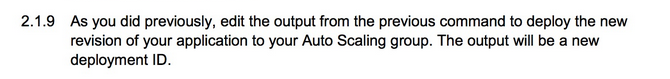 2.1.9 As you did previously, edit the output from the previous command to deploy the new
revision of your application to your Auto Scaling group. The output will be a new
deployment ID.